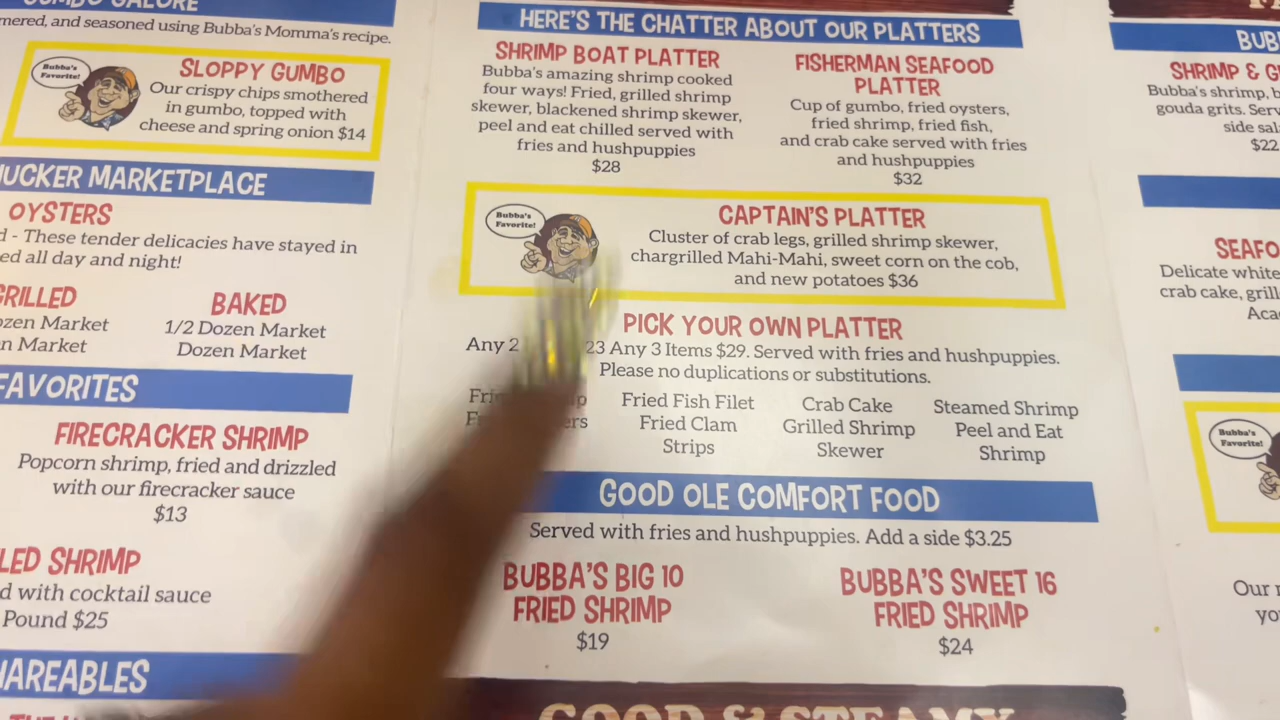 GUMBO GALORE
mered, and seasoned using Bubba's Momma's recipe.
Bubba's
Favorite!
SLOPPY GUMBO
Our crispy chips smothered
in gumbo, topped with
cheese and spring onion $14
UCKER MARKETPLACE
OYSTERS
d - These tender delicacies have stayed in
ed all day and night!
GRILLED
ozen Market
n Market
BAKED
1/2 Dozen Market
Dozen Market
FAVORITES
FIRECRACKER SHRIMP
Popcorn shrimp, fried and drizzled
with our firecracker sauce
$13
LED SHRIMP
d with cocktail sauce
Pound $25
HAREABLES
HERE'S THE CHATTER ABOUT OUR PLATTERS
SHRIMP BOAT PLATTER
Bubba's amazing shrimp cooked
four ways! Fried, grilled shrimp
skewer, blackened shrimp skewer,
peel and eat chilled served with
fries and hushpuppies
$28
FISHERMAN SEAFOOD
PLATTER
Cup of gumbo, fried oysters,
fried shrimp, fried fish,
and crab cake served with fries
and hushpuppies
$32
Bubba's
Favorite!
CAPTAIN'S PLATTER
Cluster of crab legs, grilled shrimp skewer,
chargrilled Mahi-Mahi, sweet corn on the cob,
and new potatoes $36
PICK YOUR OWN PLATTER
Any 2 23 Any 3 Items $29. Served with fries and hushpuppies.
Please no duplications or substitutions.
Fried Fish Filet
Fried Clam
Strips
Crab Cake
Grilled Shrimp
Skewer
Steamed Shrimp
Peel and Eat
Shrimp
GOOD OLE COMFORT FOOD
Served with fries and hushpuppies. Add a side $3.25
BUBBA'S BIG 10
FRIED SHRIMP
$19
BUBBA'S SWEET 16
FRIED SHRIMP
$24
GOOD & STEAMY
BUB
SHRIMP & G
Bubba's shrimp, b
gouda grits. Serv
side sal
$22
SEAFO
Delicate white
crab cake, grill
Aca
Bubba's
Favorite!
Our
yo